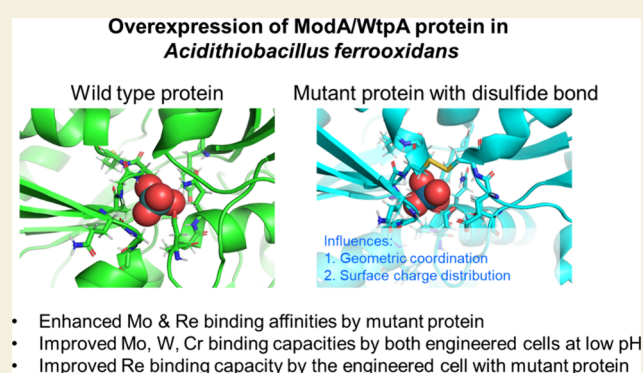 Overexpression of ModA/WtpA protein in
Acidithiobacillus ferrooxidans
Wild type protein
Mutant protein with disulfide bond
Influences:
1. Geometric coordination
2. Surface charge distribution
• Enhanced Mo & Re binding affinities by mutant protein
• Improved Mo, W, Cr binding capacities by both engineered cells at low pH
• Improved Re binding capacity by the engineered cell with mutant protein